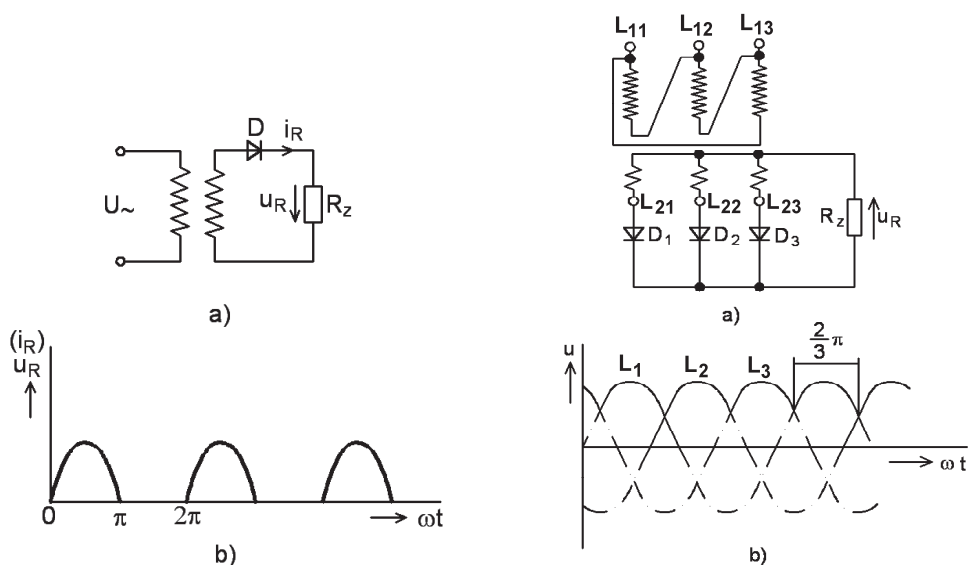 D i_R
U~
u_R R_z
a)
(i_R)
u_R
0 π 2π ωt
b)
L_11 L_12 L_13
L_21 L_22 L_23
D_1 D_2 D_3
R_z u_R
a)
2/3 π
u
L_1 L_2 L_3
ωt
b)